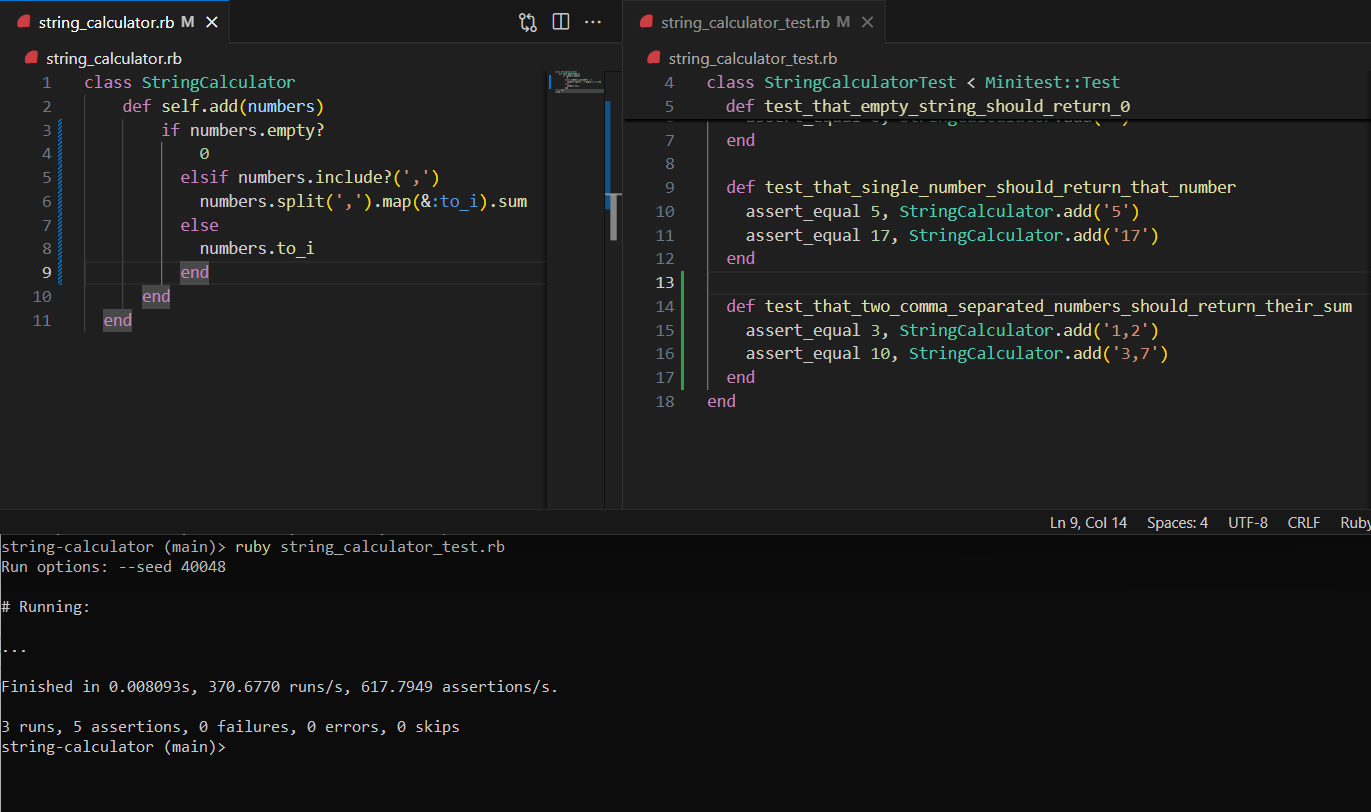 string_calculator.rb M
string_calculator.rb
1 class StringCalculator
2 def self.add(numbers)
3 if numbers.empty?
4 0
5 elsif numbers.include?(',')
6 numbers.split(',').map(&:to_i).sum
7 else
8 numbers.to_i
9 end
10 end
11 end
string_calculator_test.rb M
string_calculator_test.rb
4 class StringCalculatorTest < Minitest::Test
5 def test_that_empty_string_should_return_0
7 end
8
9 def test_that_single_number_should_return_that_number
10 assert_equal 5, StringCalculator.add('5')
11 assert_equal 17, StringCalculator.add('17')
12 end
13
14 def test_that_two_comma_separated_numbers_should_return_their_sum
15 assert_equal 3, StringCalculator.add('1,2')
16 assert_equal 10, StringCalculator.add('3,7')
17 end
18 end
Ln 9, Col 14 Spaces: 4 UTF-8 CRLF Ruby
string-calculator (main)> ruby string_calculator_test.rb
Run options: --seed 40048
# Running:
...
Finished in 0.008093s, 370.6770 runs/s, 617.7949 assertions/s.
3 runs, 5 assertions, 0 failures, 0 errors, 0 skips
string-calculator (main)>